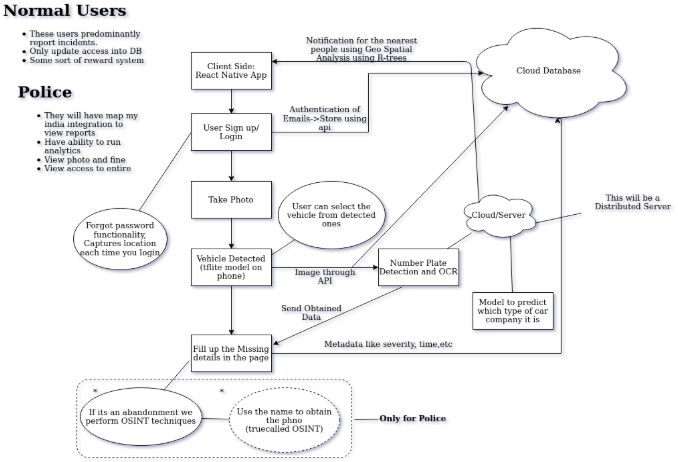 Normal Users
These users predominantly
report incidents.
Only update access into DB
Some sort of reward system
Police
They will have map my
india integration to
view reports
Have ability to run
analytics
View photo and fine
View access to entire
Notification for the nearest
people using Geo Spatial
Analysis using R-trees
Client Side:
React Native App
Cloud Database
Authentication of
Emails->Store using
api
User Sign up/
Login
Take Photo
User can select the
vehicle from detected
ones
Cloud/Server
This will be a
Distributed Server
Forgot password
functionality,
Captures location
each time you login
Vehicle Detected
(tflite model on
phone)
Image through
API
Number Plate
Detection and OCR
Model to predict
which type of car
company it is
Send Obtained
Data
Fill up the Missing
details in the page
Metadata like severity, time,etc
*
*
If its an abandonment we
perform OSINT techniques
Use the name to obtain
the phno
(truecalled OSINT)
Only for Police